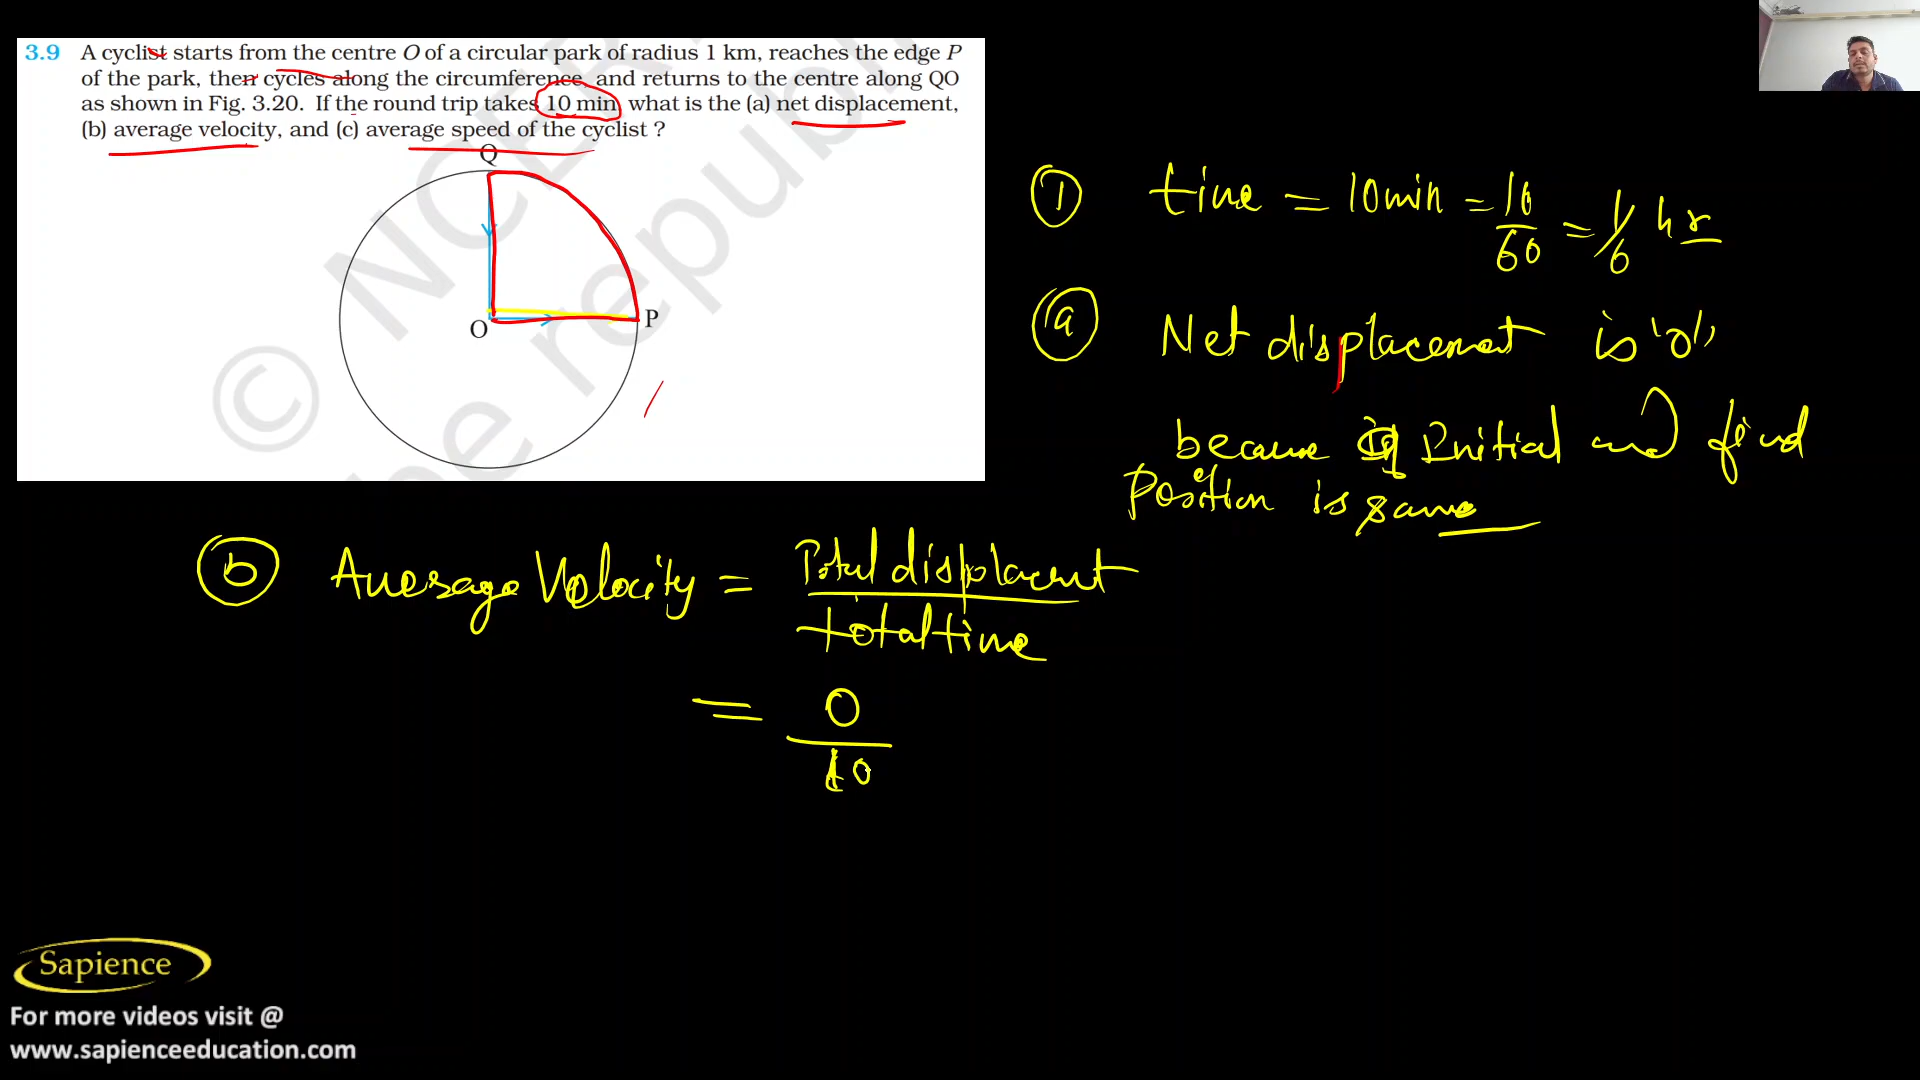 3.9 A cyclist starts from the centre O of a circular park of radius 1 km, reaches the edge P
of the park, then cycles along the circumference, and returns to the centre along QO
as shown in Fig. 3.20. If the round trip takes 10 min, what is the (a) net displacement,
(b) average velocity, and (c) average speed of the cyclist ?
Q
O
P
© NCER
be republ
① time = 10min = 10/60 = 1/6 hr
ⓐ Net displacement is '0'
because Initial and
Position is same
ⓑ Average Velocity = Total displacent / total time
= 0/10
Sapience
For more videos visit @
www.sapienceeducation.com